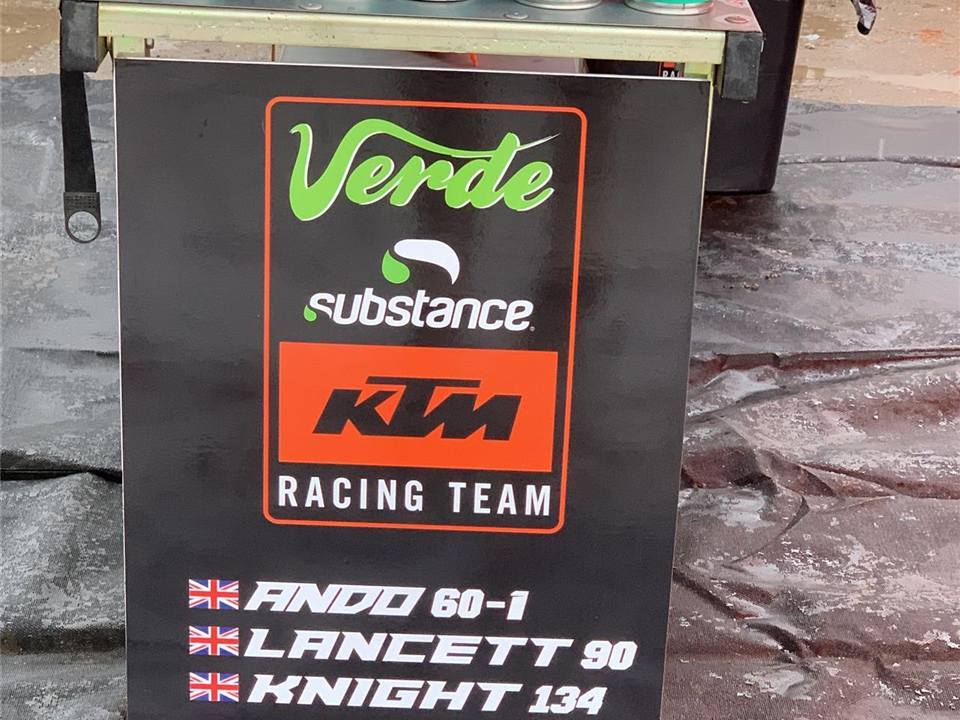 Verde
substance
KTM
RACING TEAM
ANDO 60-1
LANCETT 90
KNIGHT 134